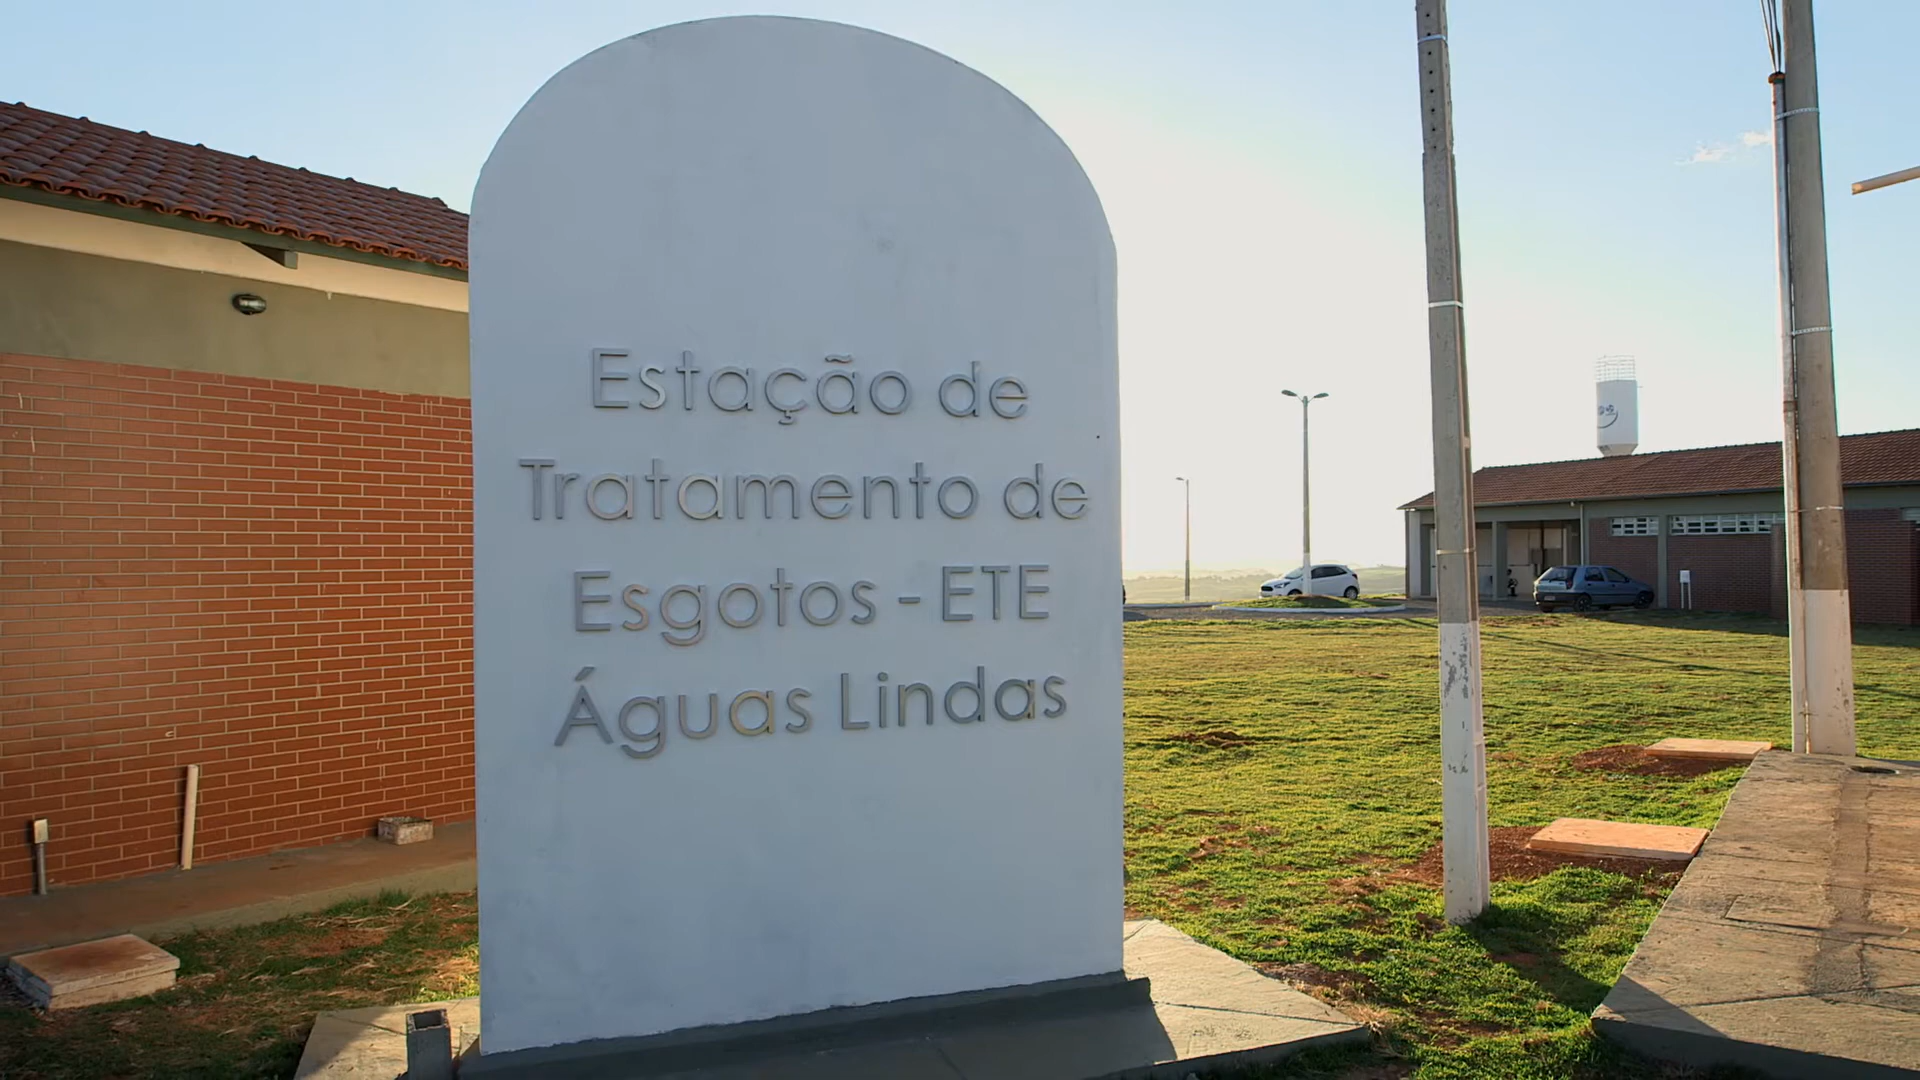 Estação de
Tratamento de
Esgotos - ETE
Águas Lindas